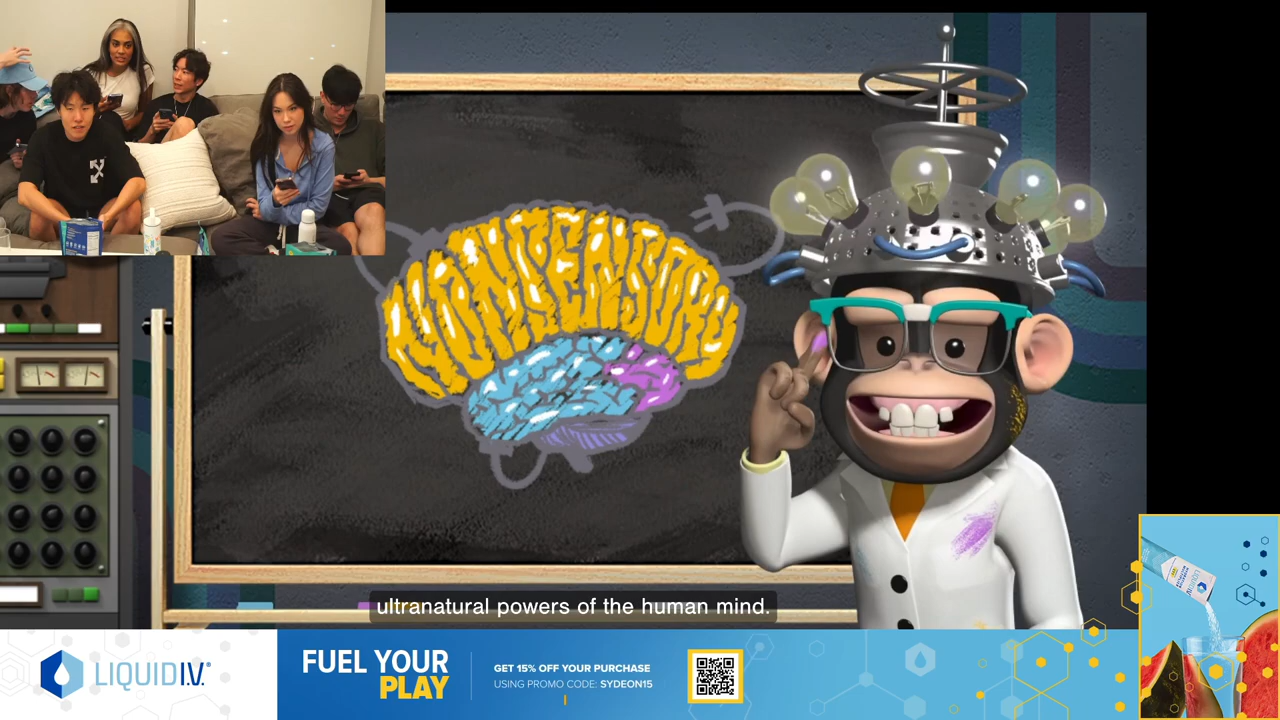 NONSENSORY
ultranatural powers of the human mind.
LIQUID I.V.®
FUEL YOUR
PLAY
GET 15% OFF YOUR PURCHASE
USING PROMO CODE: SYDEON15